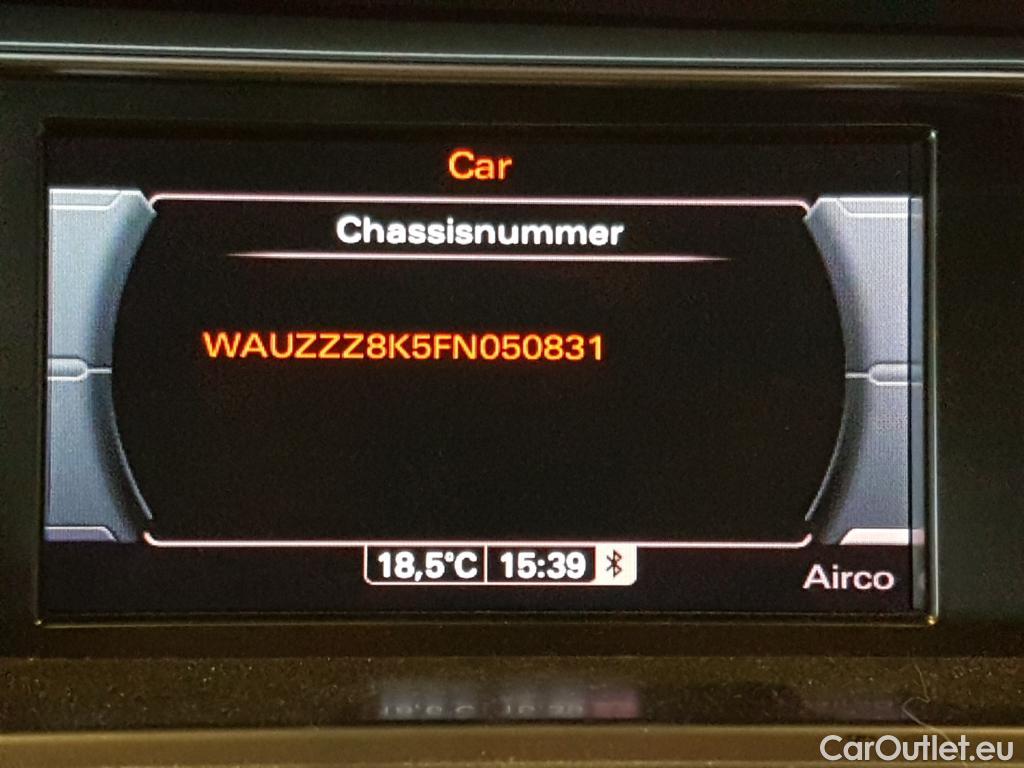 Car
Chassisnummer
WAUZZZ8K5FN050831
18,5°C 15:39
Airco
CarOutlet.eu